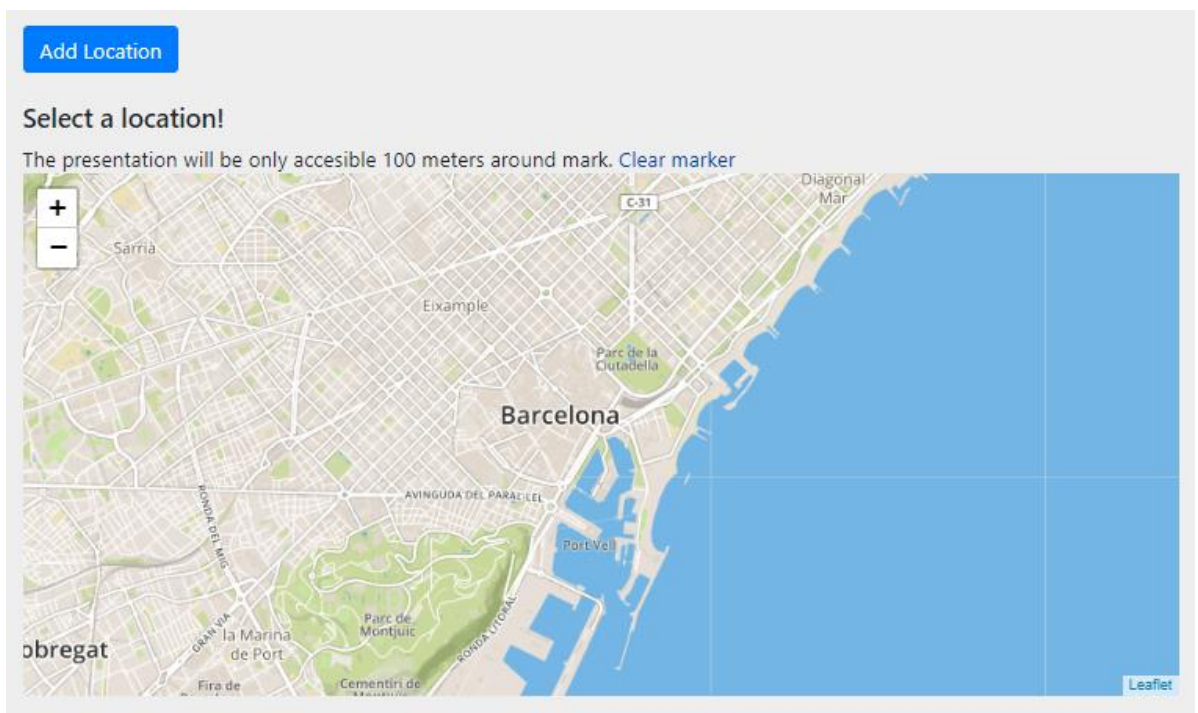 Add Location
Select a location!
The presentation will be only accesible 100 meters around mark. Clear marker
+
−
Diagonal
Mar
C-31
Sarrià
Eixample
Parc de la
Ciutadella
Barcelona
AVINGUDA DEL PARAL·LEL
RONDA DEL MIG
Port Vell
GRAN VIA
la Marina
de Port
Parc de
Montjuïc
RONDA LITORAL
obregat
Fira de
Cementiri de
Leaflet